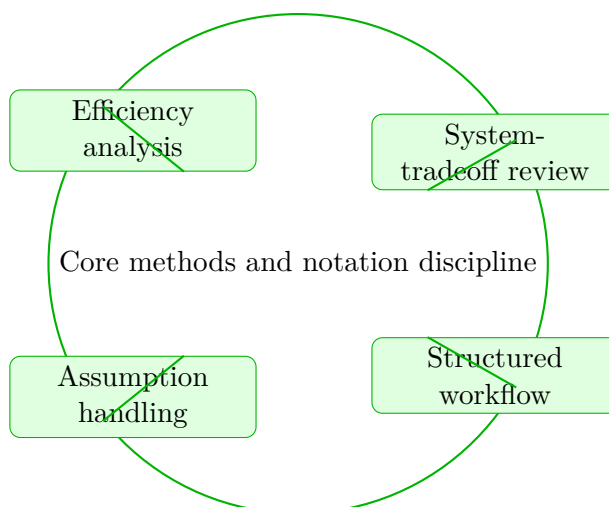 Efficiency
analysis
System-
tradeoff review
Core methods and notation discipline
Assumption
handling
Structured
workflow